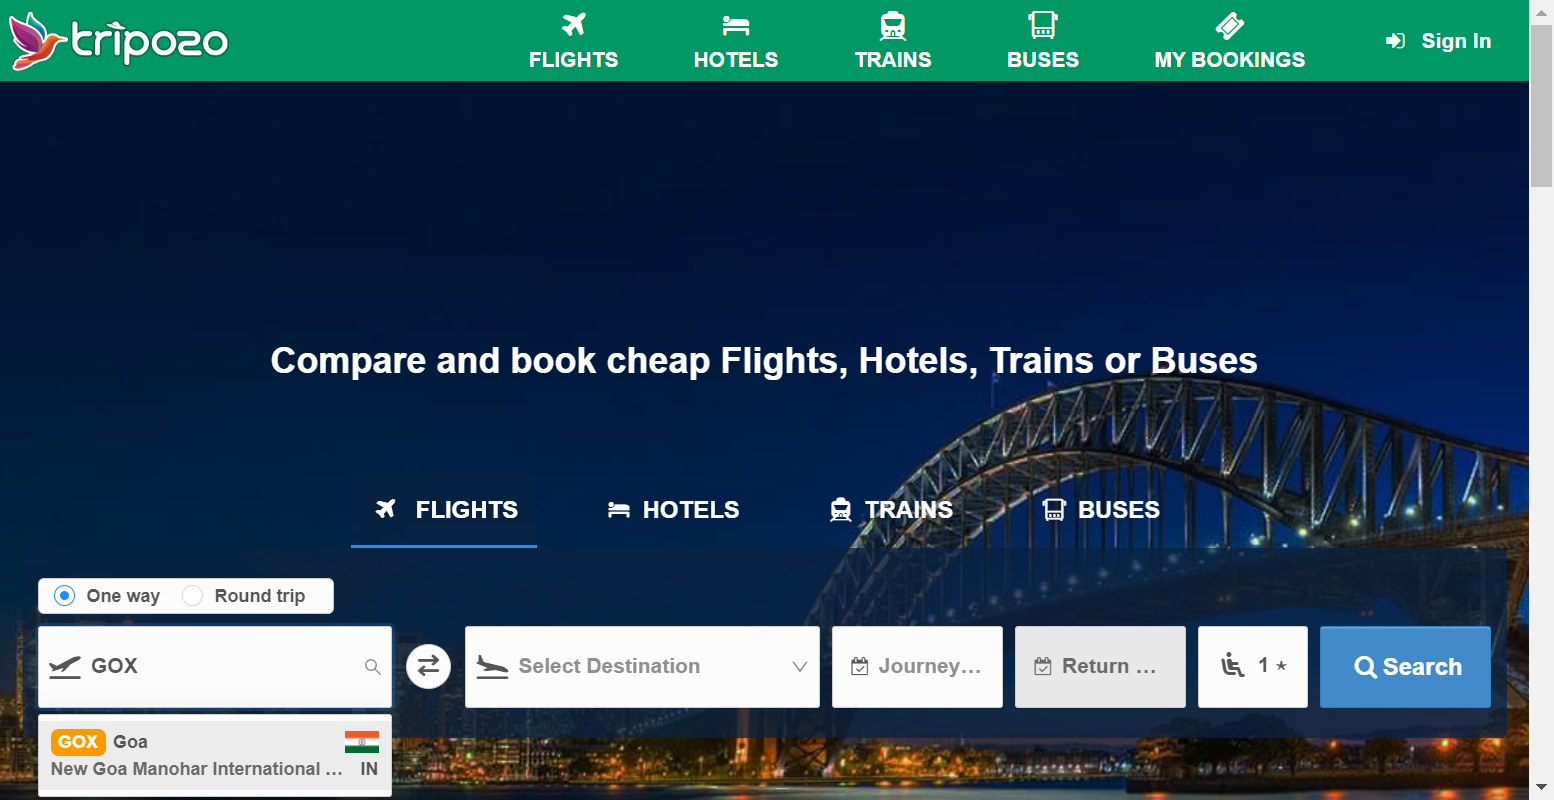 tripozo
FLIGHTS
HOTELS
TRAINS
BUSES
MY BOOKINGS
Sign In
Compare and book cheap Flights, Hotels, Trains or Buses
FLIGHTS
HOTELS
TRAINS
BUSES
One way
Round trip
GOX
Select Destination
Journey...
Return ...
1 *
Search
GOX Goa
New Goa Manohar International ... IN